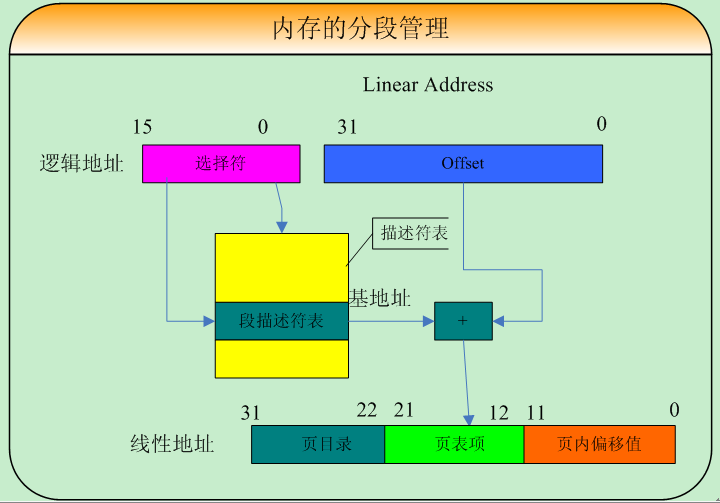 内存的分段管理
Linear Address
15 0 31 0
逻辑地址 选择符 Offset
描述符表
基地址
段描述符表 +
31 22 21 12 11 0
线性地址 页目录 页表项 页内偏移值